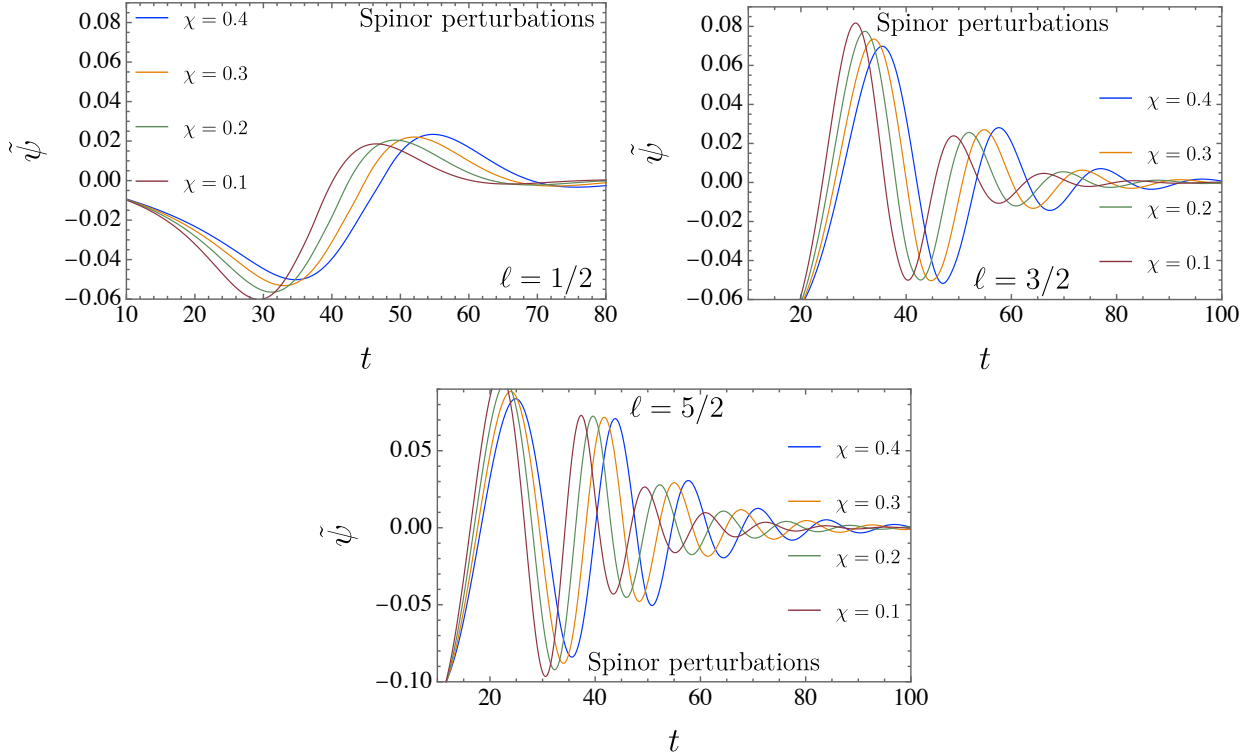 Spinor perturbations
χ = 0.4
χ = 0.3
χ = 0.2
χ = 0.1
ℓ = 1/2
0.08
0.06
0.04
0.02
0.00
−0.02
−0.04
−0.06
10 20 30 40 50 60 70 80
ψ̃
t
Spinor perturbations
χ = 0.4
χ = 0.3
χ = 0.2
χ = 0.1
ℓ = 3/2
0.08
0.06
0.04
0.02
0.00
−0.02
−0.04
−0.06
20 40 60 80 100
ψ̃
t
ℓ = 5/2
χ = 0.4
χ = 0.3
χ = 0.2
χ = 0.1
Spinor perturbations
0.05
0.00
−0.05
−0.10
20 40 60 80 100
ψ̃
t